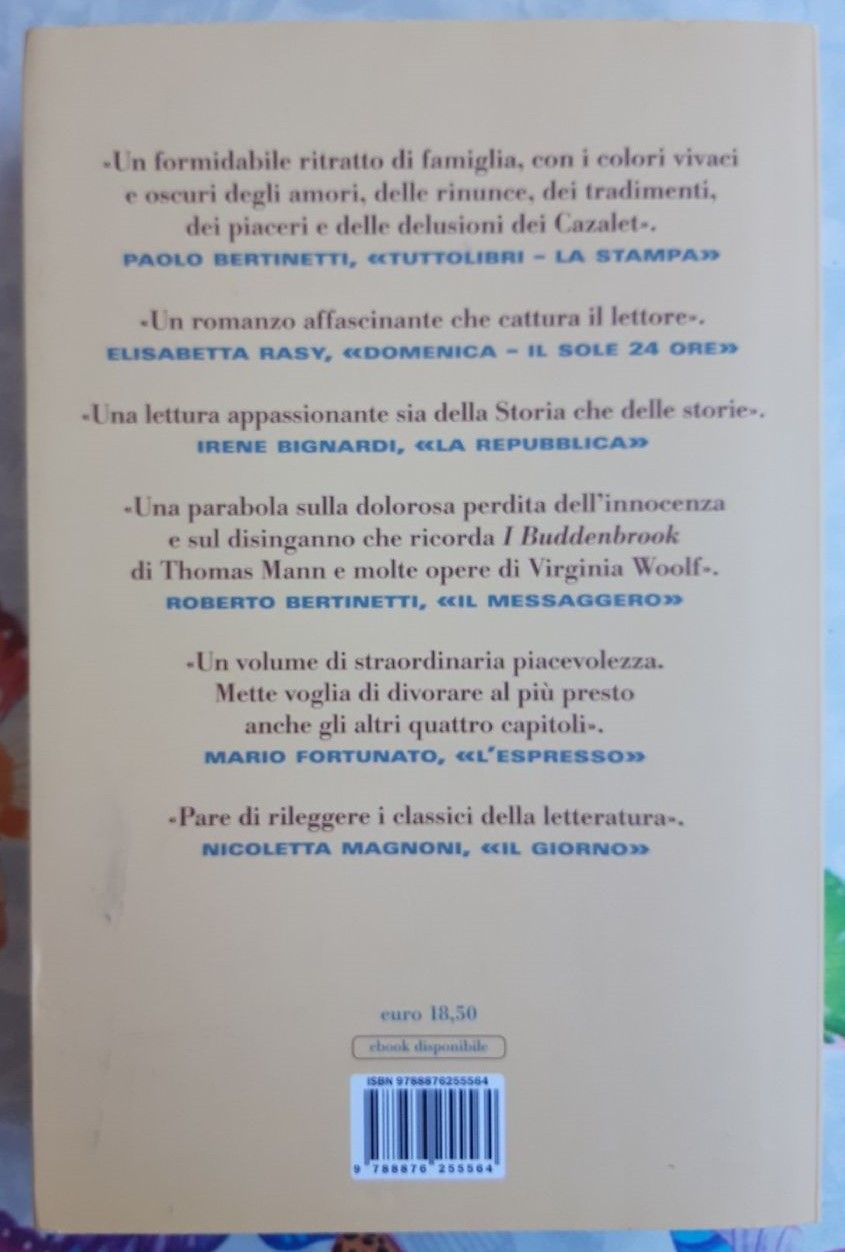 «Un formidabile ritratto di famiglia, con i colori vivaci
e oscuri degli amori, delle rinunce, dei tradimenti,
dei piaceri e delle delusioni dei Cazalet».
PAOLO BERTINETTI, «TUTTOLIBRI – LA STAMPA»
«Un romanzo affascinante che cattura il lettore».
ELISABETTA RASY, «DOMENICA – IL SOLE 24 ORE»
«Una lettura appassionante sia della Storia che delle storie».
IRENE BIGNARDI, «LA REPUBBLICA»
«Una parabola sulla dolorosa perdita dell'innocenza
e sul disinganno che ricorda I Buddenbrook
di Thomas Mann e molte opere di Virginia Woolf».
ROBERTO BERTINETTI, «IL MESSAGGERO»
«Un volume di straordinaria piacevolezza.
Mette voglia di divorare al più presto
anche gli altri quattro capitoli».
MARIO FORTUNATO, «L'ESPRESSO»
«Pare di rileggere i classici della letteratura».
NICOLETTA MAGNONI, «IL GIORNO»
euro 18,50
ebook disponibile
ISBN 9788876255564
9 788876 255564